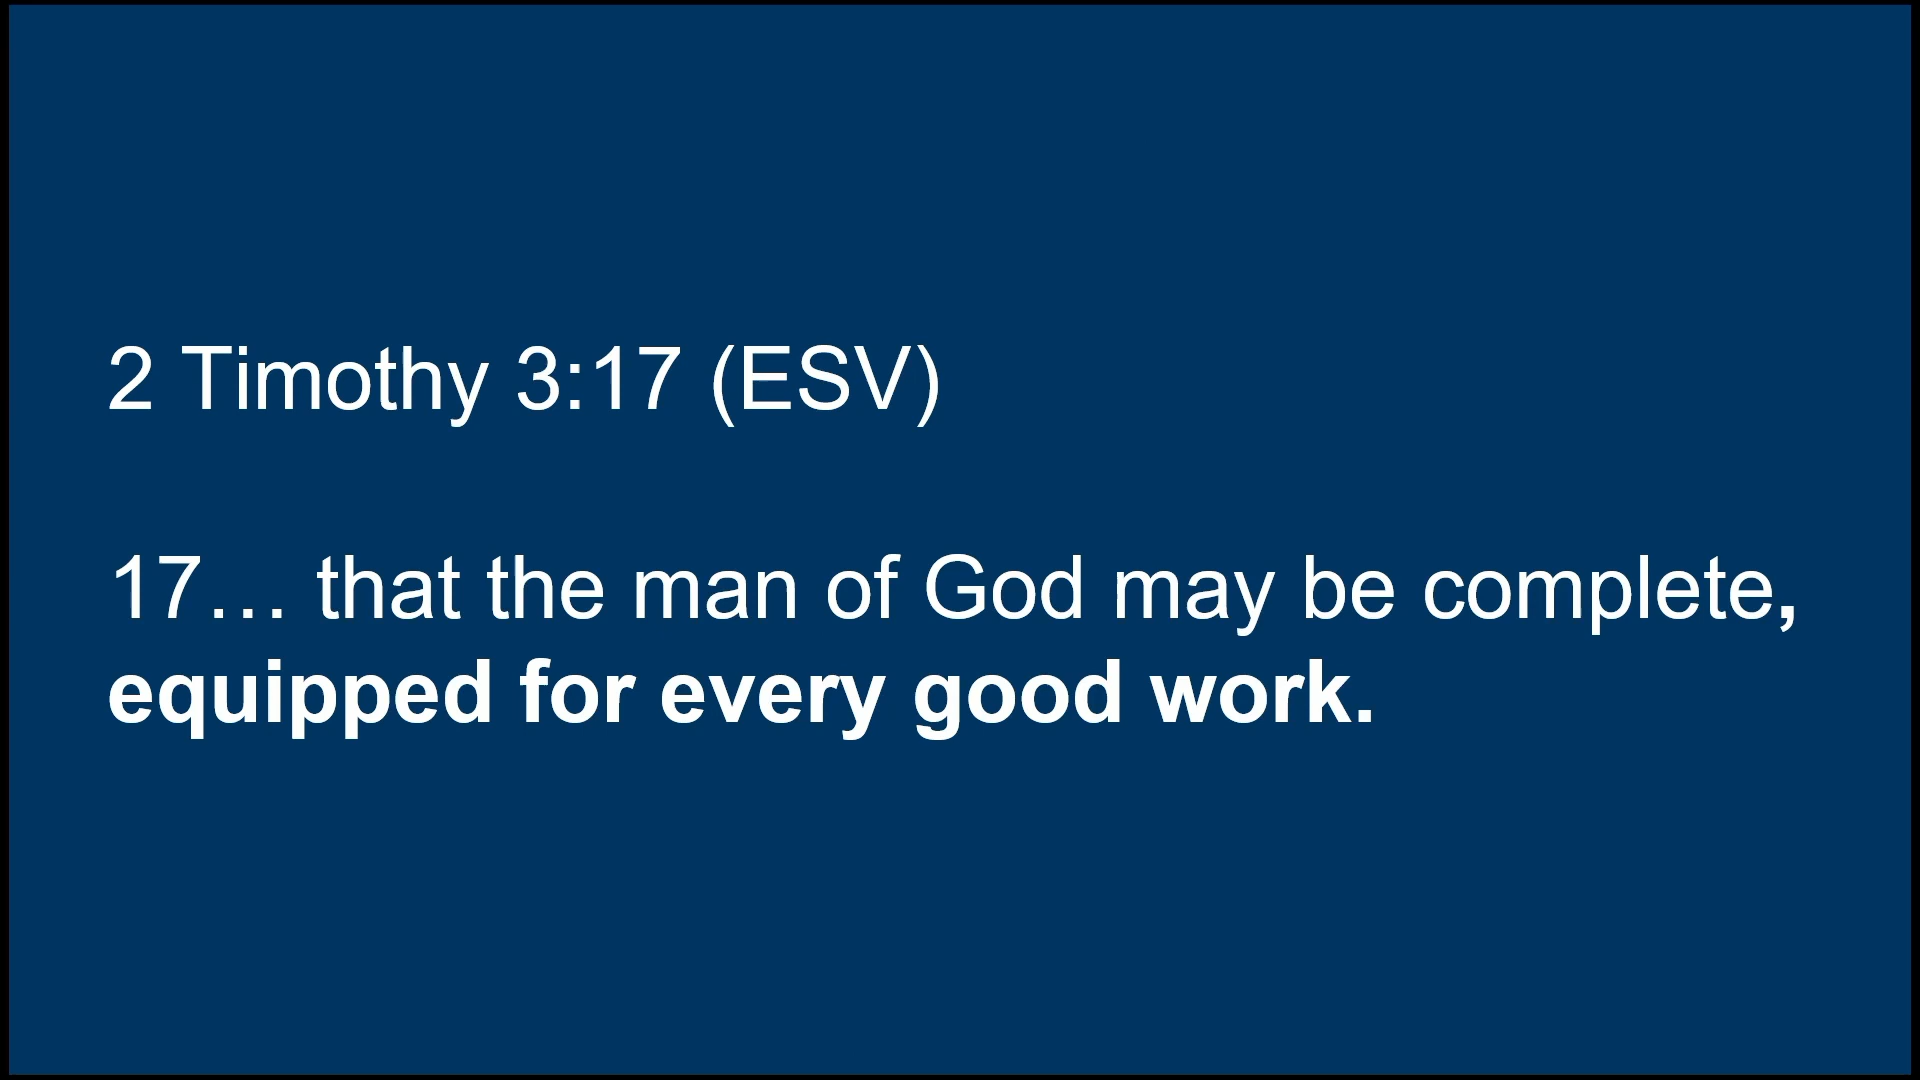 2 Timothy 3:17 (ESV)
17… that the man of God may be complete,
equipped for every good work.